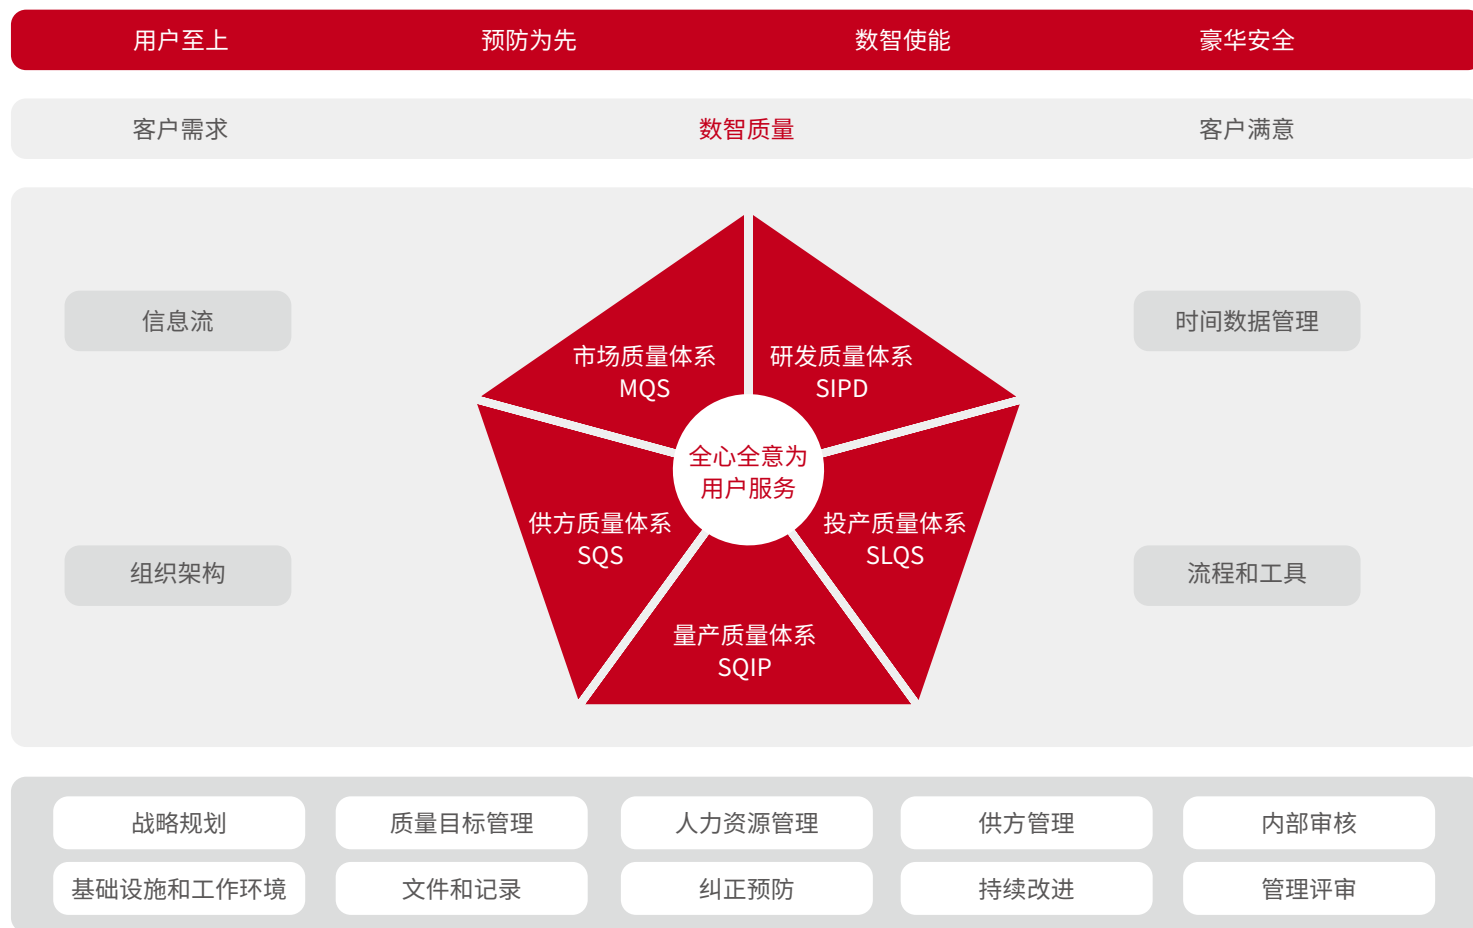 用户至上
预防为先
数智使能
豪华安全
客户需求
数智质量
客户满意
信息流
时间数据管理
市场质量体系
MQS
研发质量体系
SIPD
全心全意为
用户服务
供方质量体系
SQS
投产质量体系
SLQS
组织架构
流程和工具
量产质量体系
SQIP
战略规划
质量目标管理
人力资源管理
供方管理
内部审核
基础设施和工作环境
文件和记录
纠正预防
持续改进
管理评审